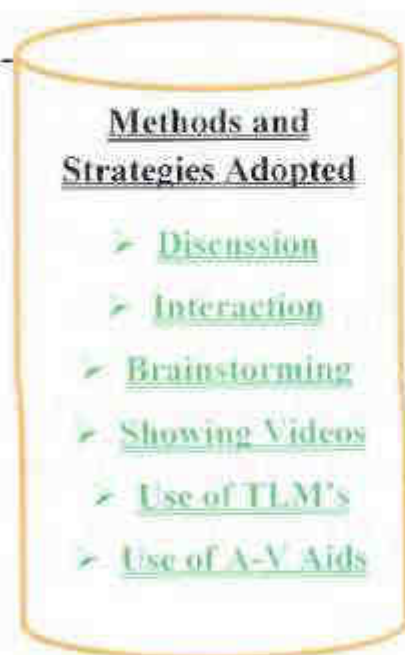 Methods and
Strategies Adopted
➢ Discussion
➢ Interaction
➢ Brainstorming
➢ Showing Videos
➢ Use of TLM's
➢ Use of A-V Aids